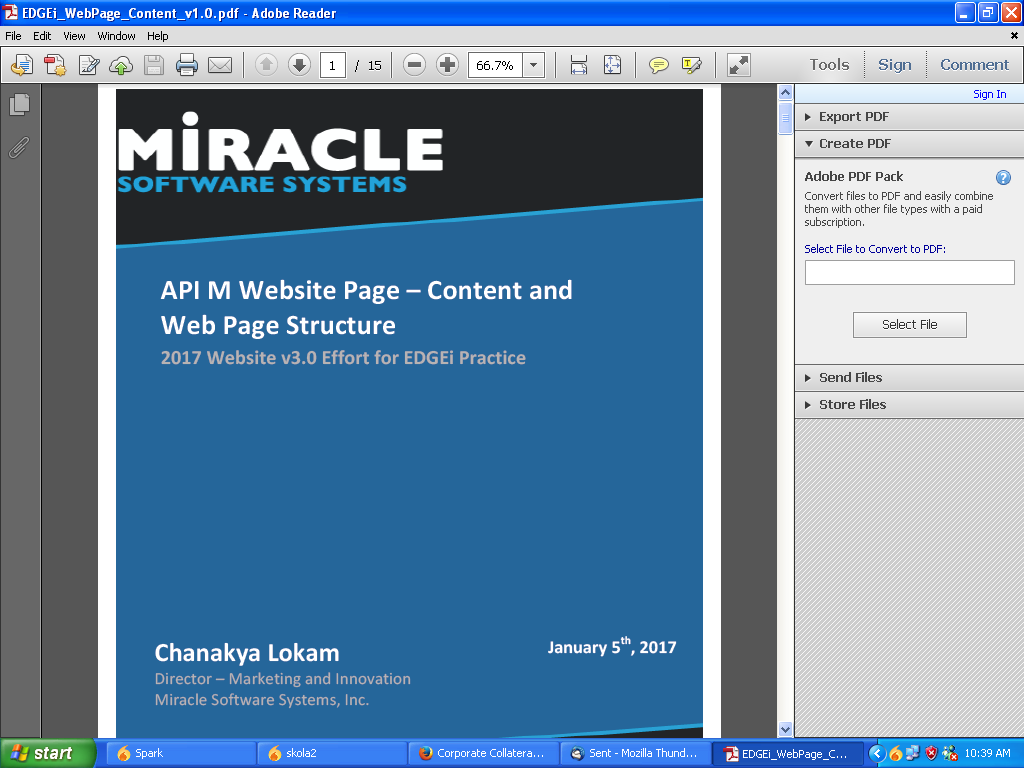 EDGEi_WebPage_Content_v1.0.pdf - Adobe Reader
File Edit View Window Help
1 / 15 66.7% Tools Sign Comment
Sign In
Export PDF
Create PDF
Adobe PDF Pack
Convert files to PDF and easily combine
them with other file types with a paid
subscription.
Select File to Convert to PDF:
Select File
Send Files
Store Files
MiRACLE
SOFTWARE SYSTEMS
API M Website Page – Content and
Web Page Structure
2017 Website v3.0 Effort for EDGEi Practice
Chanakya Lokam
January 5th, 2017
Director – Marketing and Innovation
Miracle Software Systems, Inc.
start Spark skola2 Corporate Collatera... Sent - Mozilla Thund... EDGEi_WebPage_C... 10:39 AM